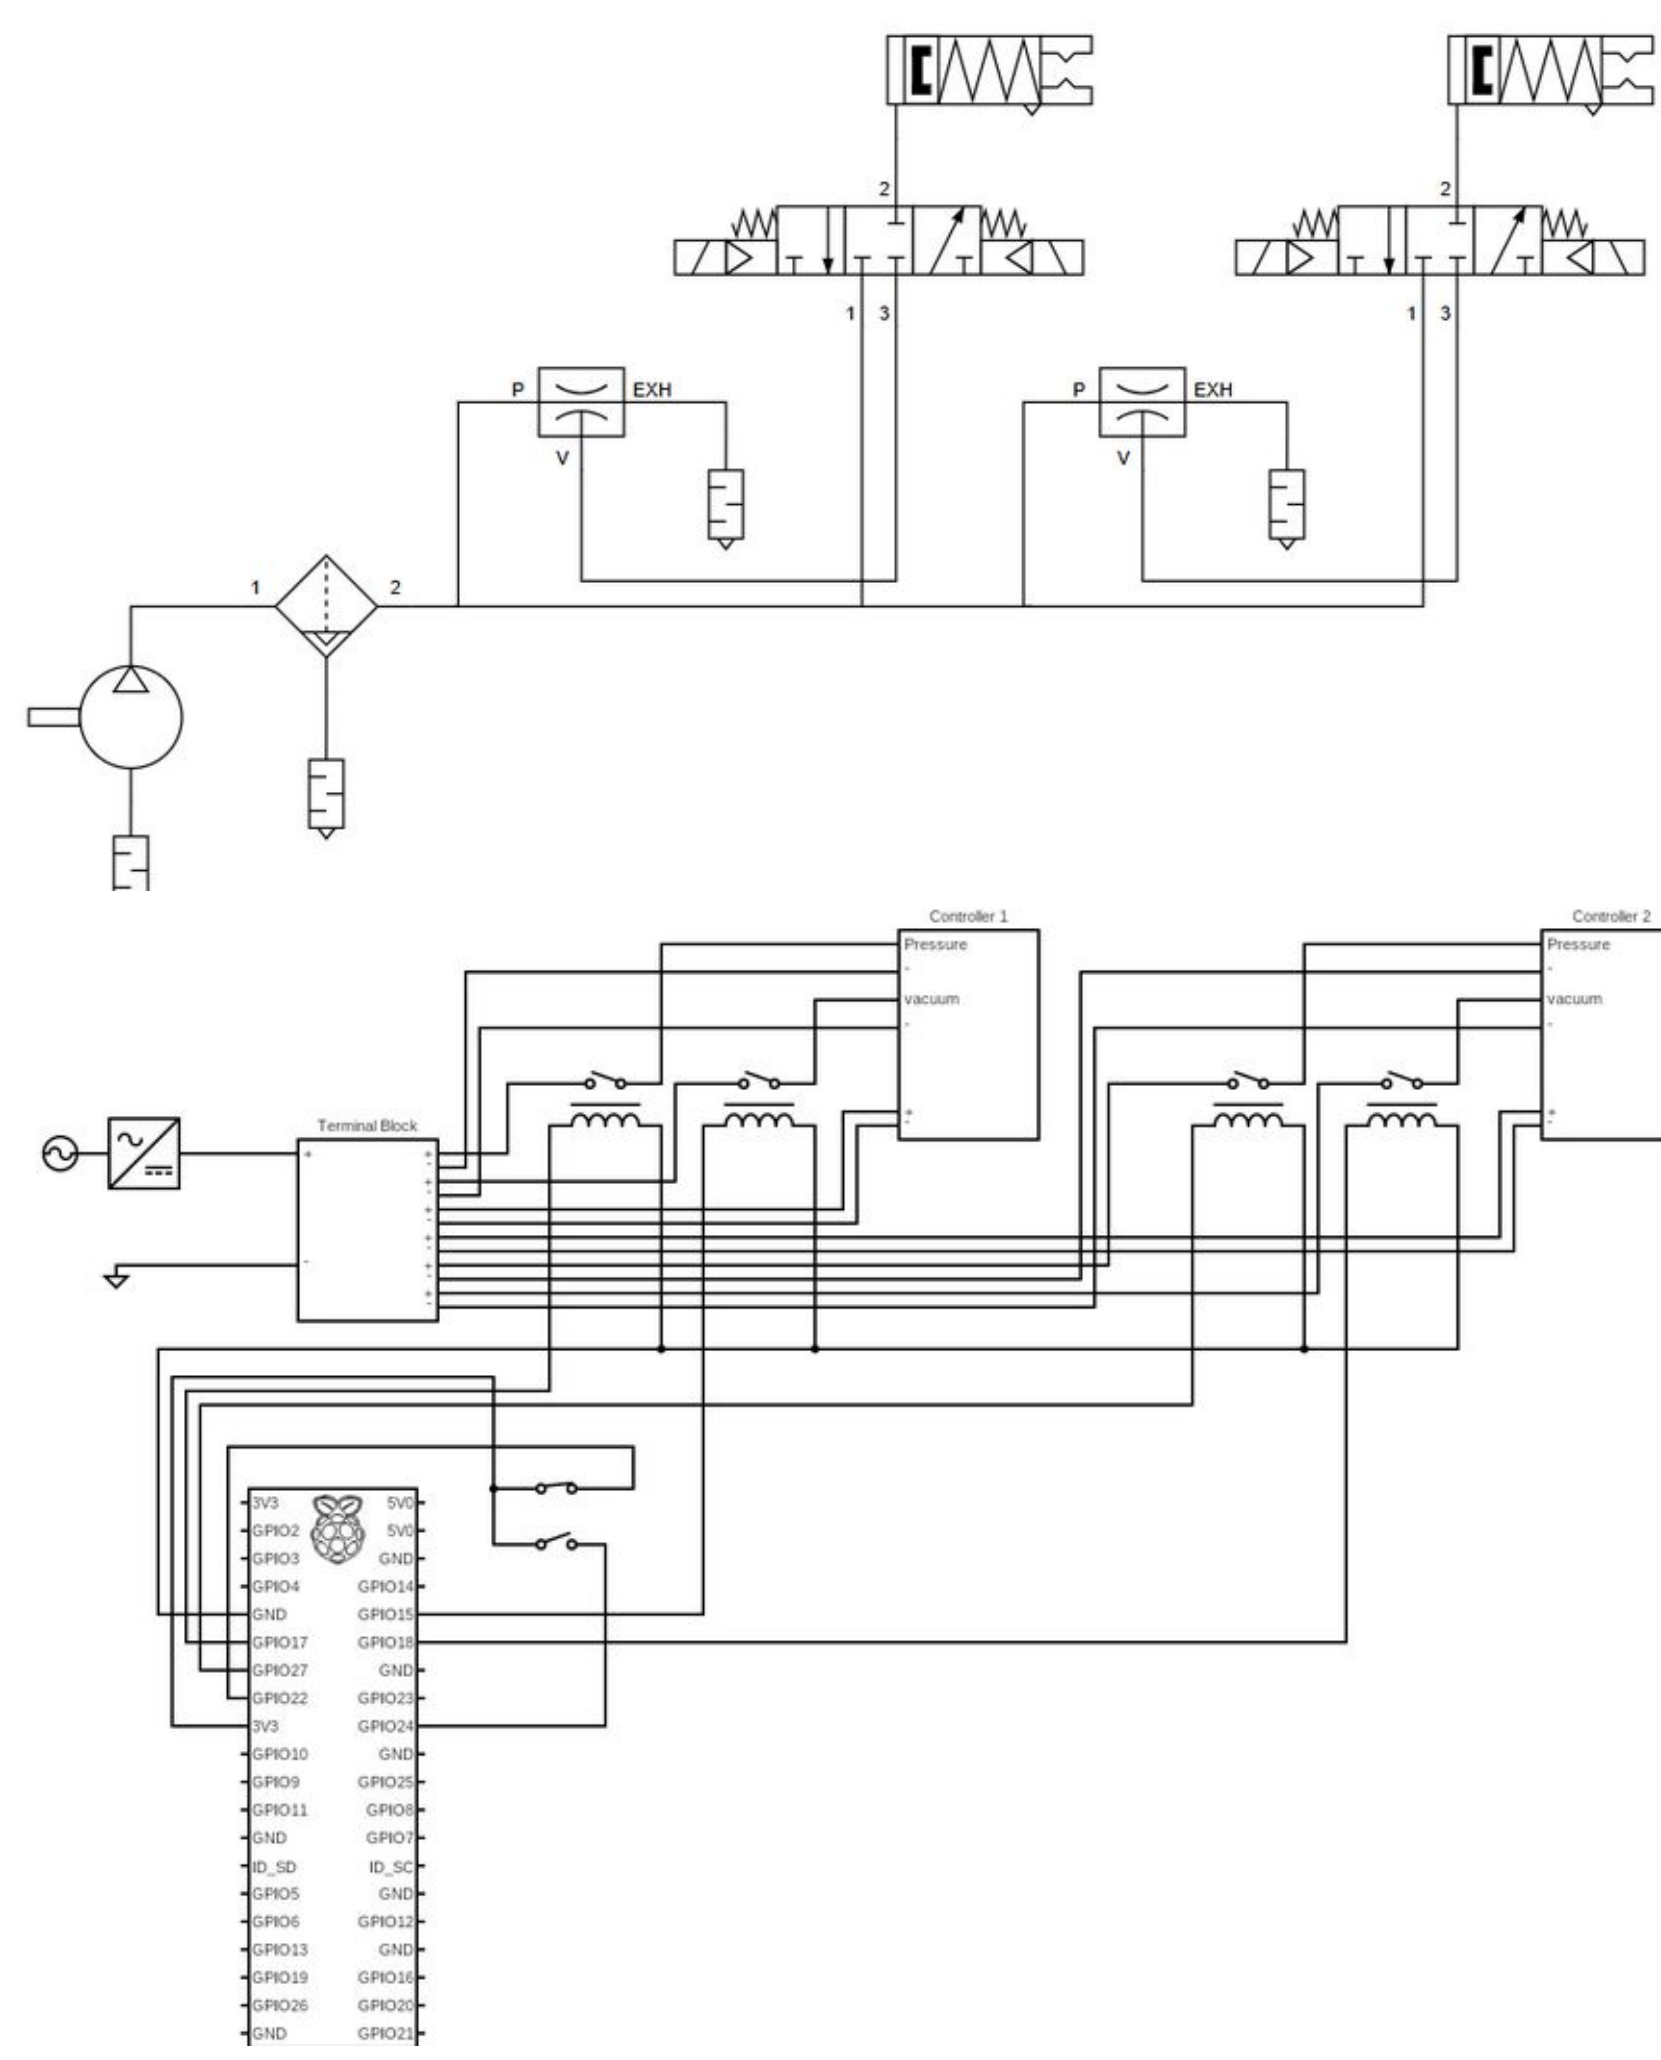 2
2
1 3
1 3
P EXH
P EXH
V
V
1 2
Controller 1
Controller 2
Pressure
-
vacuum
-
+
-
Pressure
-
vacuum
-
+
-
Terminal Block
+ +
-
+
-
+
-
+
-
- +
-
+
-
3V3 5V0
GPIO2 5V0
GPIO3 GND
GPIO4 GPIO14
GND GPIO15
GPIO17 GPIO18
GPIO27 GND
GPIO22 GPIO23
3V3 GPIO24
GPIO10 GND
GPIO9 GPIO25
GPIO11 GPIO8
GND GPIO7
ID_SD ID_SC
GPIO5 GND
GPIO6 GPIO12
GPIO13 GND
GPIO19 GPIO16
GPIO26 GPIO20
GND GPIO21